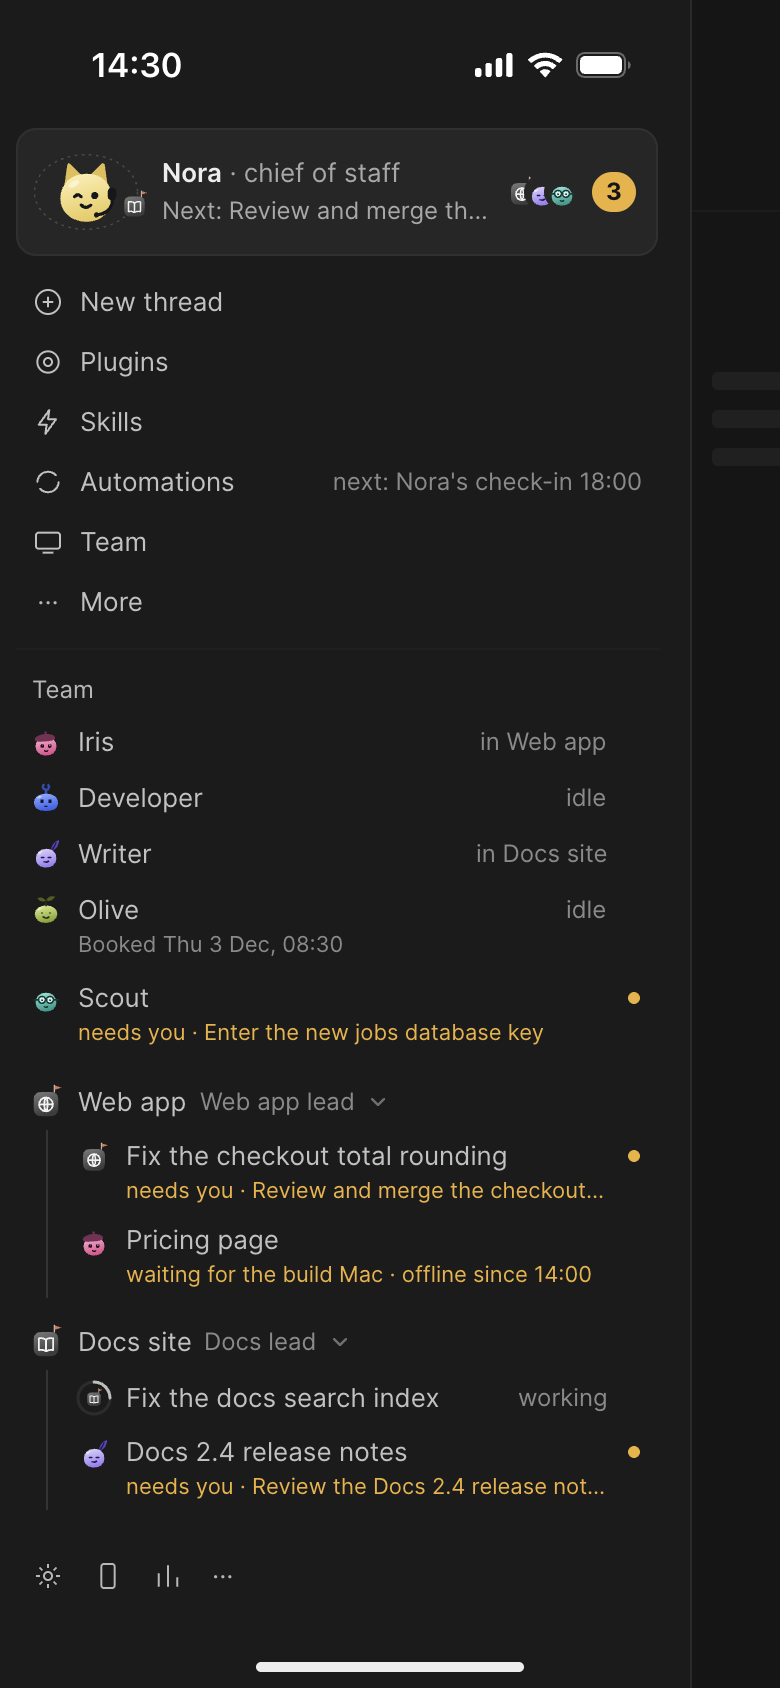 14:30
Nora · chief of staff
Next: Review and merge th...
3
New thread
Plugins
Skills
Automations
next: Nora's check-in 18:00
Team
More
Team
Iris
in Web app
Developer
idle
Writer
in Docs site
Olive
idle
Booked Thu 3 Dec, 08:30
Scout
needs you · Enter the new jobs database key
Web app Web app lead
Fix the checkout total rounding
needs you · Review and merge the checkout...
Pricing page
waiting for the build Mac · offline since 14:00
Docs site Docs lead
Fix the docs search index
working
Docs 2.4 release notes
needs you · Review the Docs 2.4 release not...